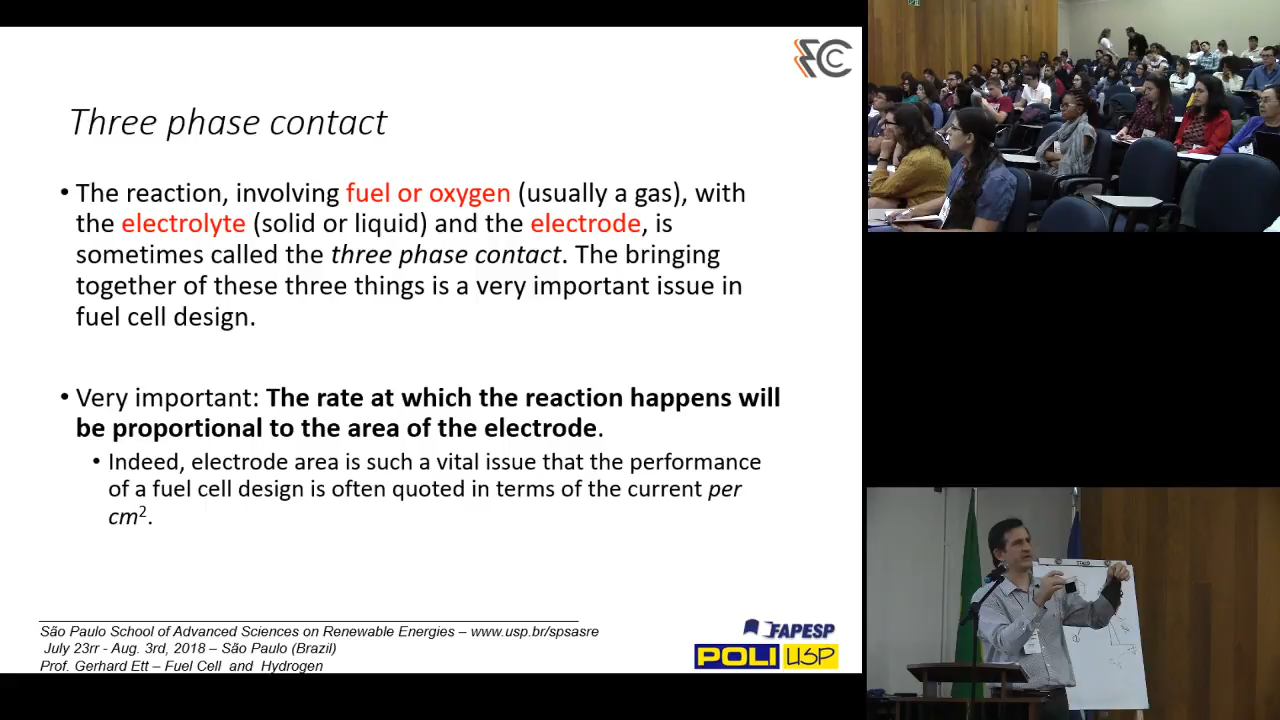 FCC
Three phase contact
• The reaction, involving fuel or oxygen (usually a gas), with
the electrolyte (solid or liquid) and the electrode, is
sometimes called the three phase contact. The bringing
together of these three things is a very important issue in
fuel cell design.
• Very important: The rate at which the reaction happens will
be proportional to the area of the electrode.
• Indeed, electrode area is such a vital issue that the performance
of a fuel cell design is often quoted in terms of the current per
cm².
São Paulo School of Advanced Sciences on Renewable Energies – www.usp.br/spsasre
July 23rr - Aug. 3rd, 2018 – São Paulo (Brazil)
Prof. Gerhard Ett – Fuel Cell and Hydrogen
FAPESP
POLI USP